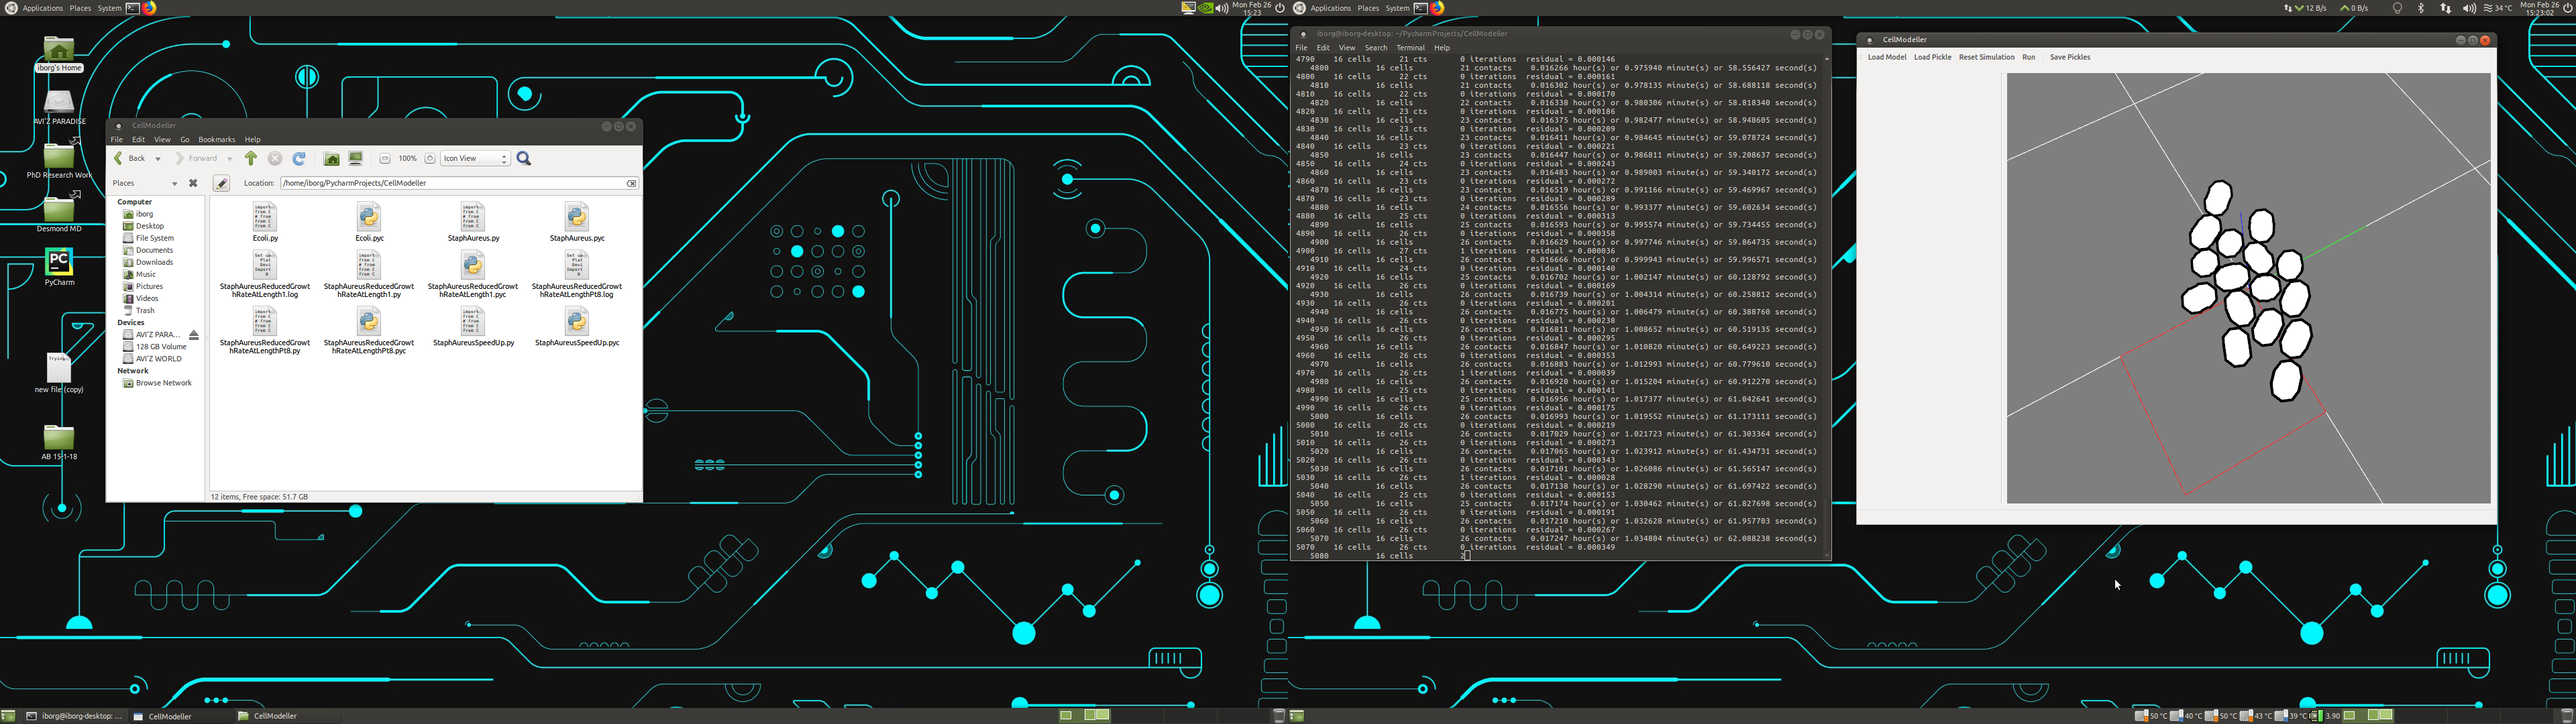 Applications Places System
Mon Feb 26
15:23
Applications Places System
12 B/s 0 B/s 34 °C Mon Feb 26
15:23:02
iborg's Home
AVI'Z PARADISE
PhD Research Work
Desmond MD
PyCharm
new file (copy)
AB 15-1-18
CellModeller
File Edit View Go Bookmarks Help
Back Forward 100% Icon View
Places Location: /home/iborg/PycharmProjects/CellModeller
Computer
iborg
Desktop
File System
Documents
Downloads
Music
Pictures
Videos
Trash
Devices
AVI'Z PARA...
128 GB Volume
AVI'Z WORLD
Network
Browse Network
Ecoli.py Ecoli.pyc StaphAureus.py StaphAureus.pyc
StaphAureusReducedGrowthRateAtLength1.log StaphAureusReducedGrowthRateAtLength1.py StaphAureusReducedGrowthRateAtLength1.pyc StaphAureusReducedGrowthRateAtLengthPt8.log
StaphAureusReducedGrowthRateAtLengthPt8.py StaphAureusReducedGrowthRateAtLengthPt8.pyc StaphAureusSpeedUp.py StaphAureusSpeedUp.pyc
12 items, Free space: 51.7 GB
iborg@iborg-desktop: ~/PycharmProjects/CellModeller
File Edit View Search Terminal Help
4790 16 cells 21 cts 0 iterations residual = 0.000146
4800 16 cells 21 contacts 0.016266 hour(s) or 0.975940 minute(s) or 58.556427 second(s)
4800 16 cells 22 cts 0 iterations residual = 0.000161
4810 16 cells 21 contacts 0.016302 hour(s) or 0.978135 minute(s) or 58.688118 second(s)
4810 16 cells 22 cts 0 iterations residual = 0.000170
4820 16 cells 22 contacts 0.016338 hour(s) or 0.980306 minute(s) or 58.818340 second(s)
4820 16 cells 23 cts 0 iterations residual = 0.000186
4830 16 cells 23 contacts 0.016375 hour(s) or 0.982477 minute(s) or 58.948605 second(s)
4830 16 cells 23 cts 0 iterations residual = 0.000209
4840 16 cells 23 contacts 0.016411 hour(s) or 0.984645 minute(s) or 59.078724 second(s)
4840 16 cells 23 cts 0 iterations residual = 0.000221
4850 16 cells 23 contacts 0.016447 hour(s) or 0.986811 minute(s) or 59.208637 second(s)
4850 16 cells 24 cts 0 iterations residual = 0.000243
4860 16 cells 23 contacts 0.016483 hour(s) or 0.989003 minute(s) or 59.340172 second(s)
4860 16 cells 23 cts 0 iterations residual = 0.000272
4870 16 cells 23 contacts 0.016519 hour(s) or 0.991166 minute(s) or 59.469967 second(s)
4870 16 cells 23 cts 0 iterations residual = 0.000289
4880 16 cells 24 contacts 0.016556 hour(s) or 0.993377 minute(s) or 59.602634 second(s)
4880 16 cells 25 cts 0 iterations residual = 0.000313
4890 16 cells 25 contacts 0.016593 hour(s) or 0.995574 minute(s) or 59.734455 second(s)
4890 16 cells 26 cts 0 iterations residual = 0.000358
4900 16 cells 26 contacts 0.016629 hour(s) or 0.997746 minute(s) or 59.864735 second(s)
4900 16 cells 27 cts 1 iterations residual = 0.000036
4910 16 cells 26 contacts 0.016666 hour(s) or 0.999943 minute(s) or 59.996571 second(s)
4910 16 cells 24 cts 0 iterations residual = 0.000140
4920 16 cells 25 contacts 0.016702 hour(s) or 1.002147 minute(s) or 60.128792 second(s)
4920 16 cells 26 cts 0 iterations residual = 0.000169
4930 16 cells 26 contacts 0.016739 hour(s) or 1.004314 minute(s) or 60.258812 second(s)
4930 16 cells 26 cts 0 iterations residual = 0.000201
4940 16 cells 26 contacts 0.016775 hour(s) or 1.006479 minute(s) or 60.388760 second(s)
4940 16 cells 26 cts 0 iterations residual = 0.000238
4950 16 cells 26 contacts 0.016811 hour(s) or 1.008652 minute(s) or 60.519135 second(s)
4950 16 cells 26 cts 0 iterations residual = 0.000295
4960 16 cells 26 contacts 0.016847 hour(s) or 1.010820 minute(s) or 60.649223 second(s)
4960 16 cells 26 cts 0 iterations residual = 0.000353
4970 16 cells 26 contacts 0.016883 hour(s) or 1.012993 minute(s) or 60.779610 second(s)
4970 16 cells 26 cts 1 iterations residual = 0.000039
4980 16 cells 26 contacts 0.016920 hour(s) or 1.015204 minute(s) or 60.912270 second(s)
4980 16 cells 25 cts 0 iterations residual = 0.000141
4990 16 cells 25 contacts 0.016956 hour(s) or 1.017377 minute(s) or 61.042641 second(s)
4990 16 cells 26 cts 0 iterations residual = 0.000175
5000 16 cells 26 contacts 0.016993 hour(s) or 1.019552 minute(s) or 61.173111 second(s)
5000 16 cells 26 cts 0 iterations residual = 0.000219
5010 16 cells 26 contacts 0.017029 hour(s) or 1.021723 minute(s) or 61.303364 second(s)
5010 16 cells 26 cts 0 iterations residual = 0.000273
5020 16 cells 26 contacts 0.017065 hour(s) or 1.023912 minute(s) or 61.434731 second(s)
5020 16 cells 26 cts 0 iterations residual = 0.000343
5030 16 cells 26 contacts 0.017101 hour(s) or 1.026086 minute(s) or 61.565147 second(s)
5030 16 cells 26 cts 1 iterations residual = 0.000028
5040 16 cells 26 contacts 0.017138 hour(s) or 1.028290 minute(s) or 61.697422 second(s)
5040 16 cells 25 cts 0 iterations residual = 0.000153
5050 16 cells 25 contacts 0.017174 hour(s) or 1.030462 minute(s) or 61.827698 second(s)
5050 16 cells 26 cts 0 iterations residual = 0.000191
5060 16 cells 26 contacts 0.017210 hour(s) or 1.032628 minute(s) or 61.957703 second(s)
5060 16 cells 26 cts 0 iterations residual = 0.000267
5070 16 cells 26 contacts 0.017247 hour(s) or 1.034804 minute(s) or 62.088238 second(s)
5070 16 cells 26 cts 0 iterations residual = 0.000349
5080 16 cells 2
CellModeller
Load Model Load Pickle Reset Simulation Run Save Pickles
iborg@iborg-desktop: ... CellModeller CellModeller
50 °C 40 °C 50 °C 43 °C 39 °C 3.90